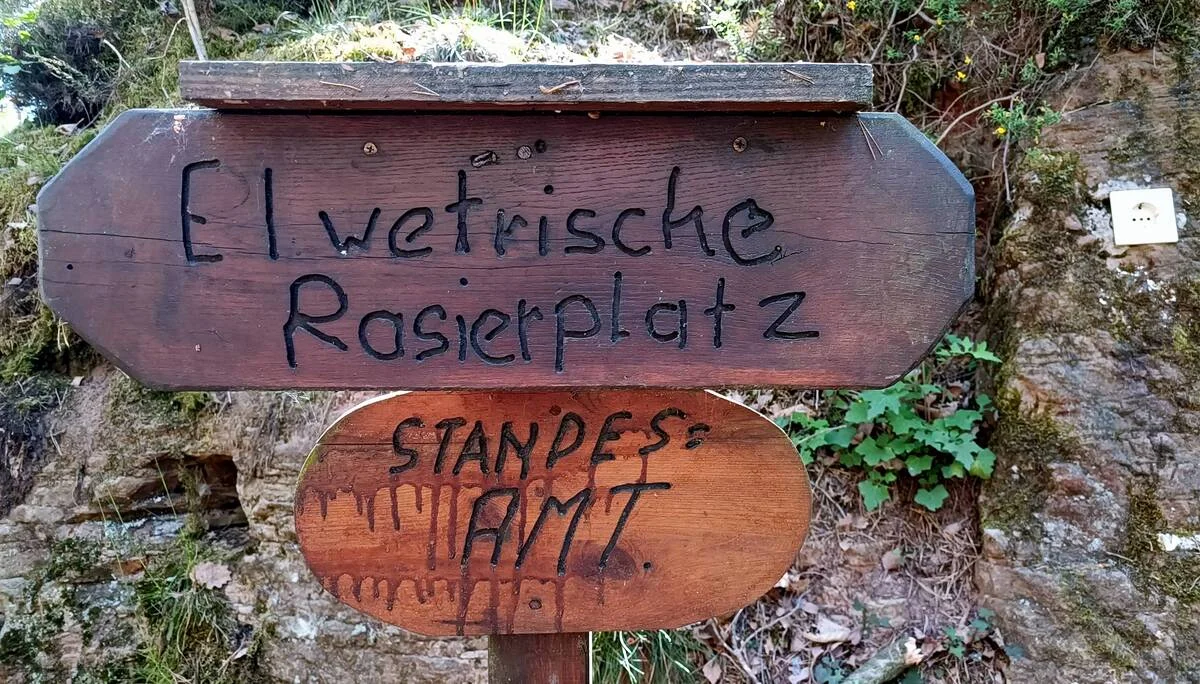 Elwetrische
Rasierplatz
STANDES=
AMT.